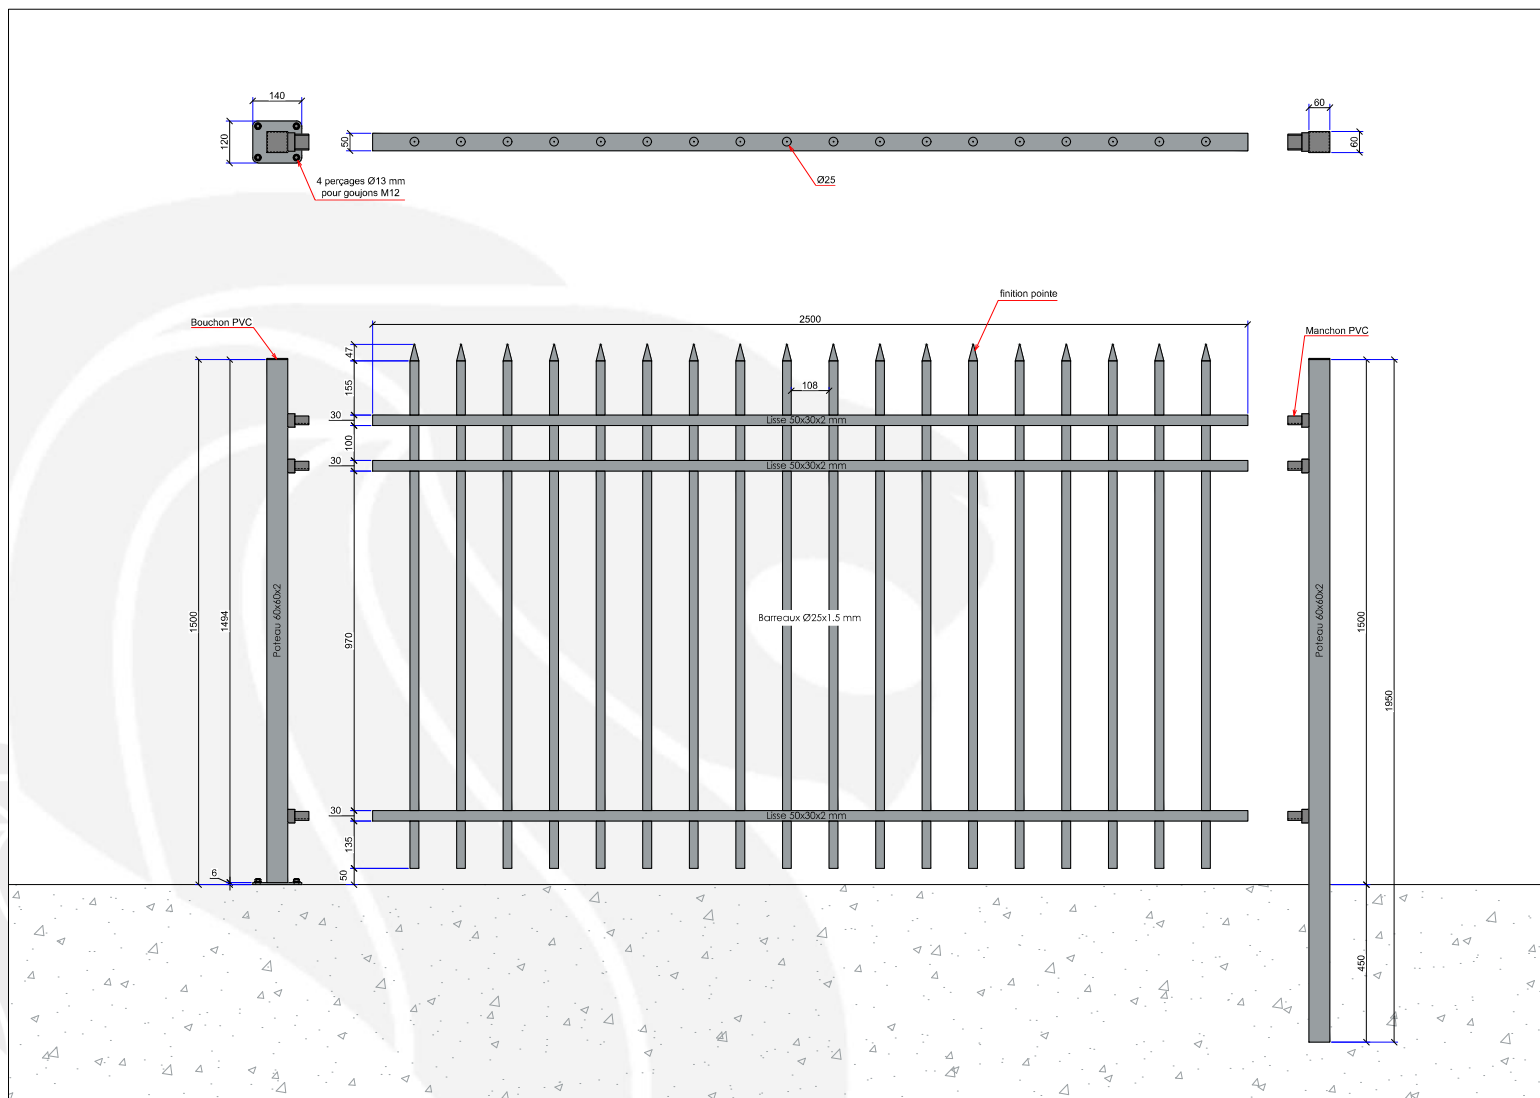 140
60
120
50
60
4 perçages Ø13 mm
pour goujons M12
Ø25
finition pointe
Bouchon PVC
2500
Manchon PVC
47
155
108
30
Lisse 50x30x2 mm
100
30
Lisse 50x30x2 mm
1500
1494
Poteau 60x60x2
970
Barreaux Ø25x1.5 mm
Poteau 60x60x2
1500
1950
30
Lisse 50x30x2 mm
135
6
50
450